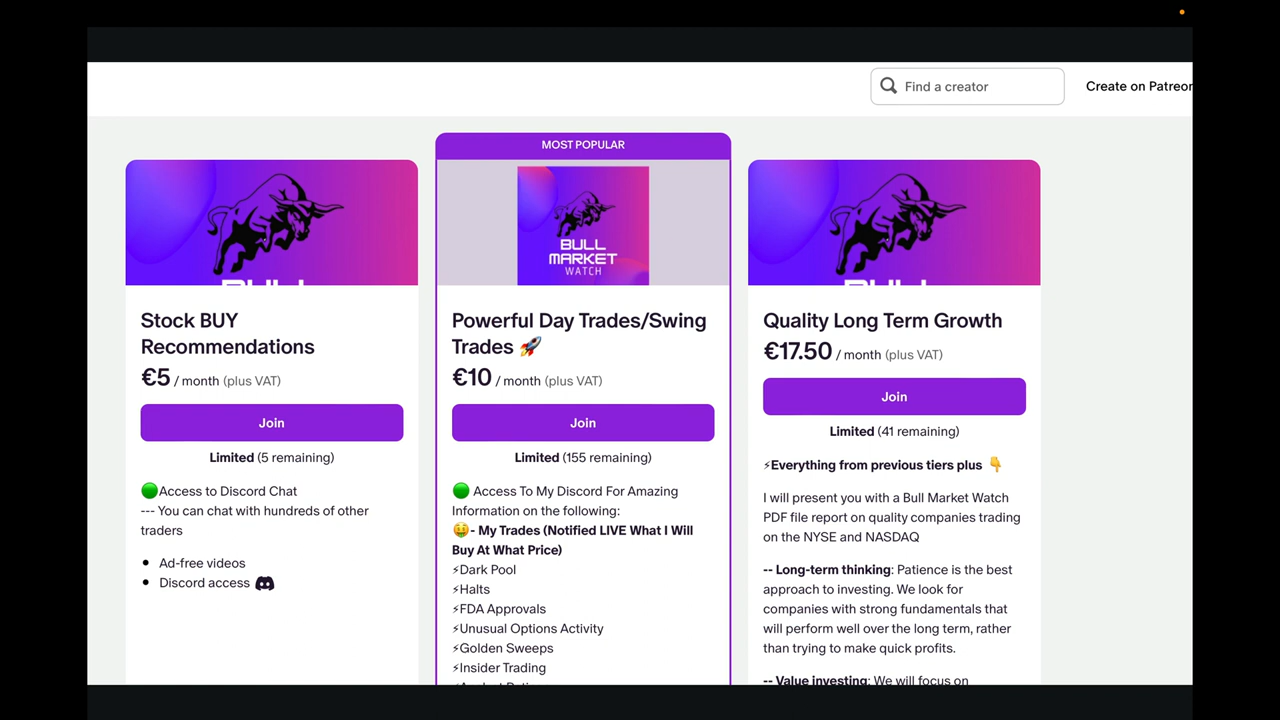 Find a creator
Create on Patreon
MOST POPULAR
BULL
MARKET
WATCH
Stock BUY
Recommendations
€5 / month (plus VAT)
Join
Limited (5 remaining)
🟢Access to Discord Chat
--- You can chat with hundreds of other
traders
Ad-free videos
Discord access
Powerful Day Trades/Swing
Trades 🚀
€10 / month (plus VAT)
Join
Limited (155 remaining)
🟢 Access To My Discord For Amazing
Information on the following:
🤑- My Trades (Notified LIVE What I Will
Buy At What Price)
⚡Dark Pool
⚡Halts
⚡FDA Approvals
⚡Unusual Options Activity
⚡Golden Sweeps
⚡Insider Trading
Quality Long Term Growth
€17.50 / month (plus VAT)
Join
Limited (41 remaining)
⚡Everything from previous tiers plus 👇
I will present you with a Bull Market Watch
PDF file report on quality companies trading
on the NYSE and NASDAQ
-- Long-term thinking: Patience is the best
approach to investing. We look for
companies with strong fundamentals that
will perform well over the long term, rather
than trying to make quick profits.
-- Value investing: We will focus on